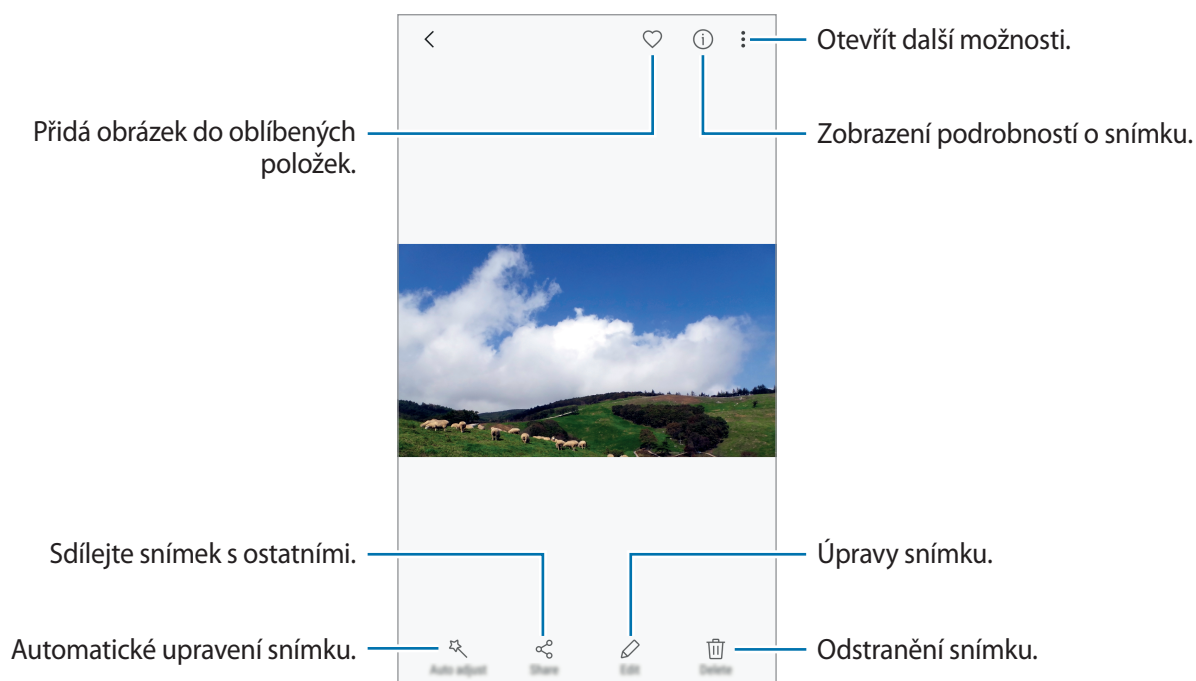 Otevřít další možnosti.
Přidá obrázek do oblíbených
položek.
Zobrazení podrobností o snímku.
Sdílejte snímek s ostatními.
Úpravy snímku.
Automatické upravení snímku.
Odstranění snímku.
Auto adjust
Share
Edit
Delete